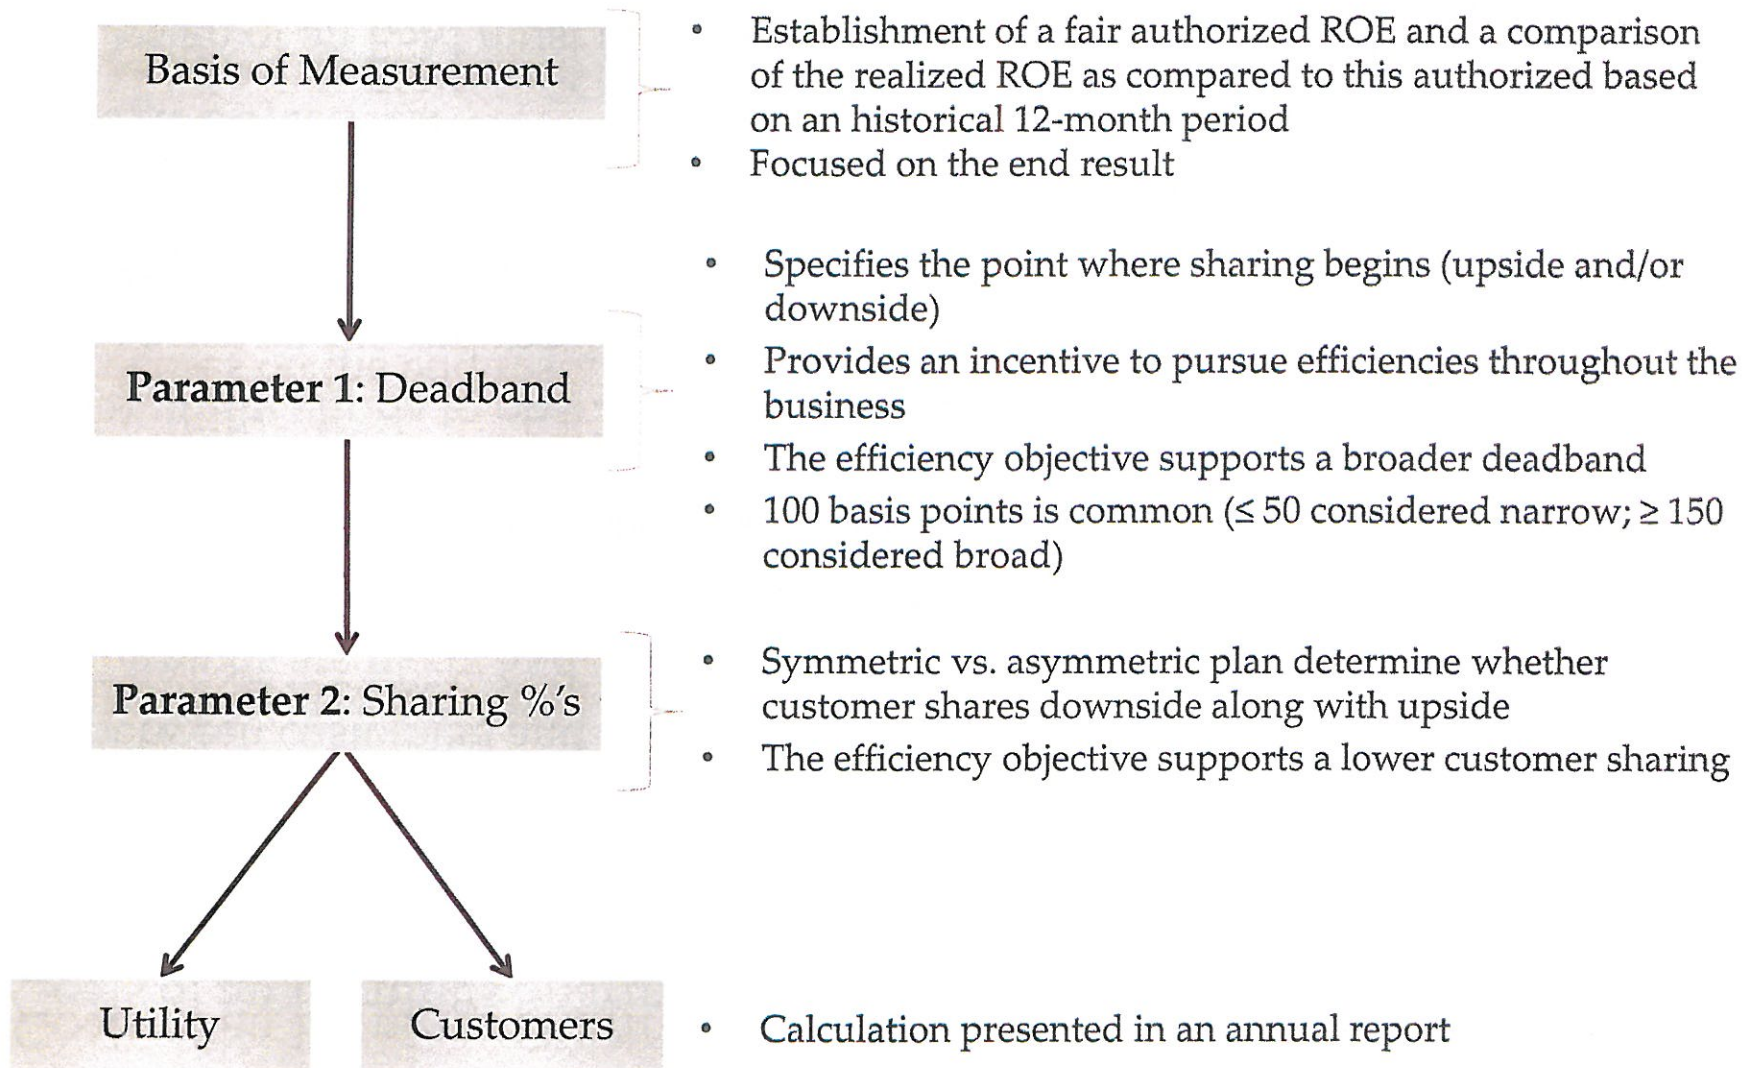 Basis of Measurement
• Establishment of a fair authorized ROE and a comparison
of the realized ROE as compared to this authorized based
on an historical 12-month period
• Focused on the end result
Parameter 1: Deadband
• Specifies the point where sharing begins (upside and/or
downside)
• Provides an incentive to pursue efficiencies throughout the
business
• The efficiency objective supports a broader deadband
• 100 basis points is common (≤ 50 considered narrow; ≥ 150
considered broad)
Parameter 2: Sharing %'s
• Symmetric vs. asymmetric plan determine whether
customer shares downside along with upside
• The efficiency objective supports a lower customer sharing
Utility
Customers
• Calculation presented in an annual report